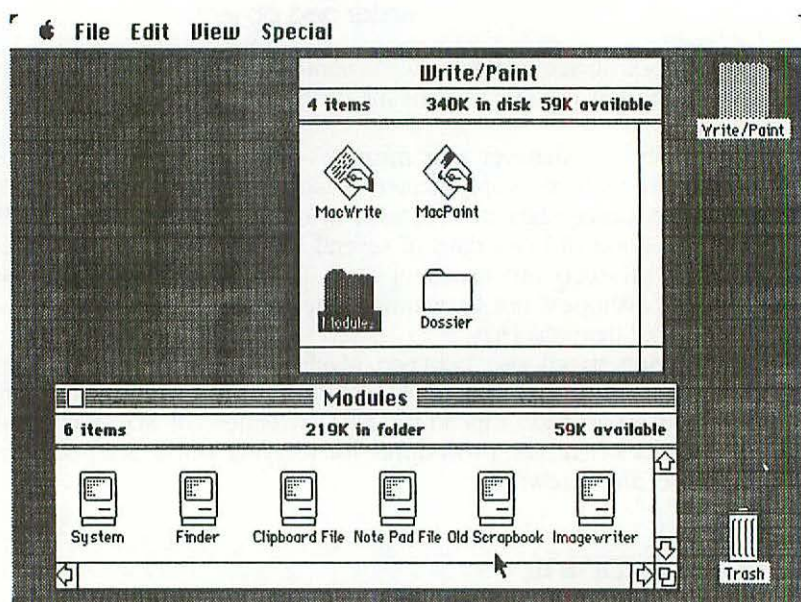 File Edit View Special
Write/Paint
4 items 340K in disk 59K available
Write/Paint
MacWrite MacPaint
Modules Dossier
Modules
6 items 219K in folder 59K available
System Finder Clipboard File Note Pad File Old Scrapbook Imagewriter
Trash